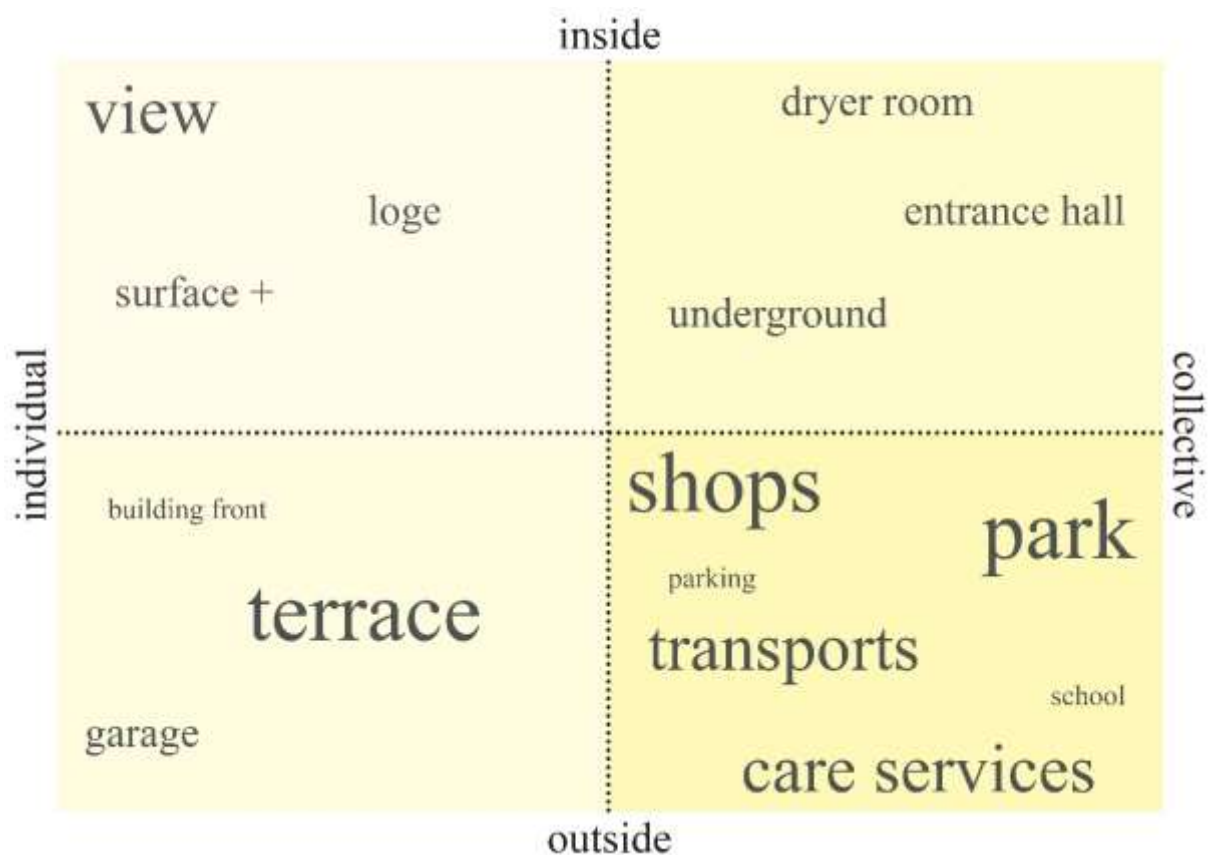 inside
view
dryer room
loge
entrance hall
surface +
underground
individual
collective
building front
shops
park
parking
terrace
transports
school
garage
care services
outside